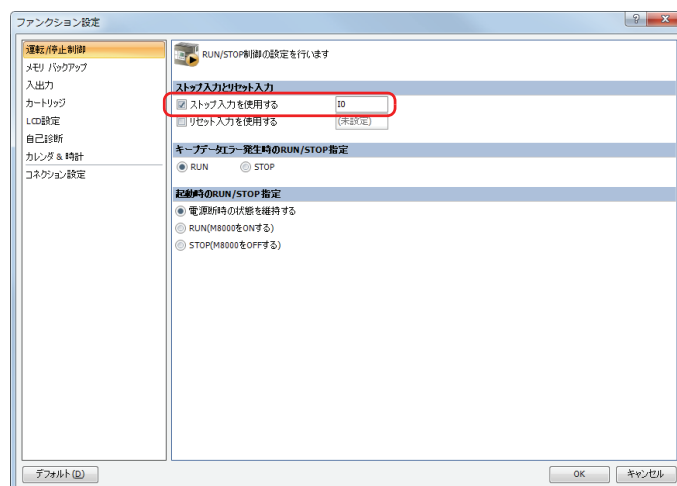 ファンクション設定
運転/停止制御
メモリ バックアップ
入出力
カートリッジ
LCD設定
自己診断
カレンダ & 時計
コネクション設定
RUN/STOP制御の設定を行います
ストップ入力とリセット入力
ストップ入力を使用する
I0
リセット入力を使用する
(未設定)
キープデータエラー発生時のRUN/STOP指定
RUN STOP
起動時のRUN/STOP指定
電源断時の状態を維持する
RUN(M8000をONする)
STOP(M8000をOFFする)
デフォルト(D) OK キャンセル